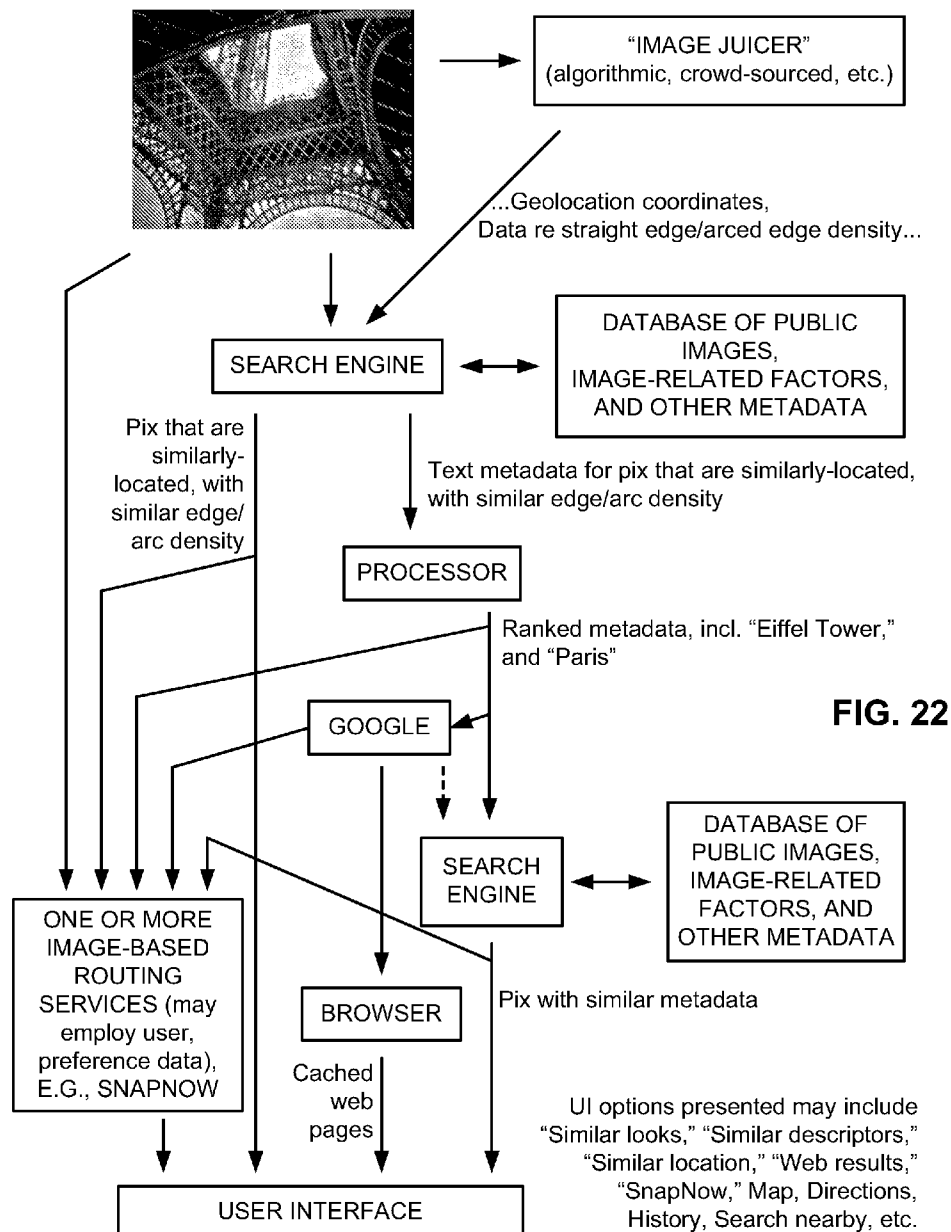 “IMAGE JUICER”
(algorithmic, crowd-sourced, etc.)
...Geolocation coordinates,
Data re straight edge/arced edge density...
SEARCH ENGINE
DATABASE OF PUBLIC
IMAGES,
IMAGE-RELATED FACTORS,
AND OTHER METADATA
Pix that are
similarly-
located, with
similar edge/
arc density
Text metadata for pix that are similarly-located,
with similar edge/arc density
PROCESSOR
Ranked metadata, incl. “Eiffel Tower,”
and “Paris”
FIG. 22
GOOGLE
SEARCH
ENGINE
DATABASE OF
PUBLIC IMAGES,
IMAGE-RELATED
FACTORS, AND
OTHER METADATA
ONE OR MORE
IMAGE-BASED
ROUTING
SERVICES (may
employ user,
preference data),
E.G., SNAPNOW
BROWSER
Pix with similar metadata
Cached
web
pages
UI options presented may include
“Similar looks,” “Similar descriptors,”
“Similar location,” “Web results,”
“SnapNow,” Map, Directions,
History, Search nearby, etc.
USER INTERFACE